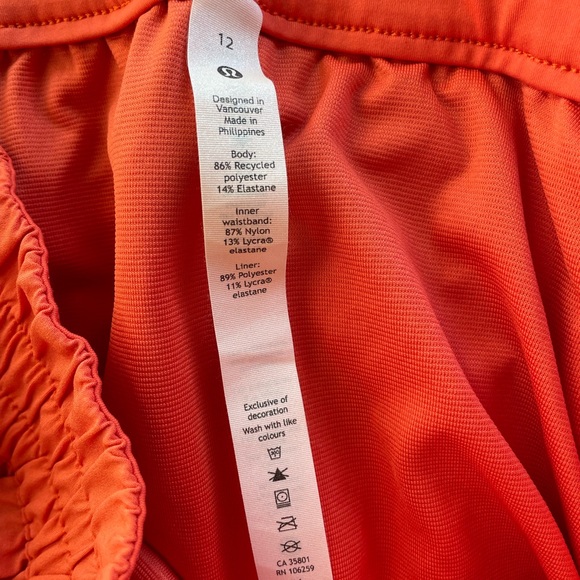 12
Designed in
Vancouver
Made in
Philippines
Body:
86% Recycled
polyester
14% Elastane
Inner
waistband:
87% Nylon
13% Lycra®
elastane
Liner:
89% Polyester
11% Lycra®
elastane
Exclusive of
decoration
Wash with like
colours
CA 35801
RN 106259